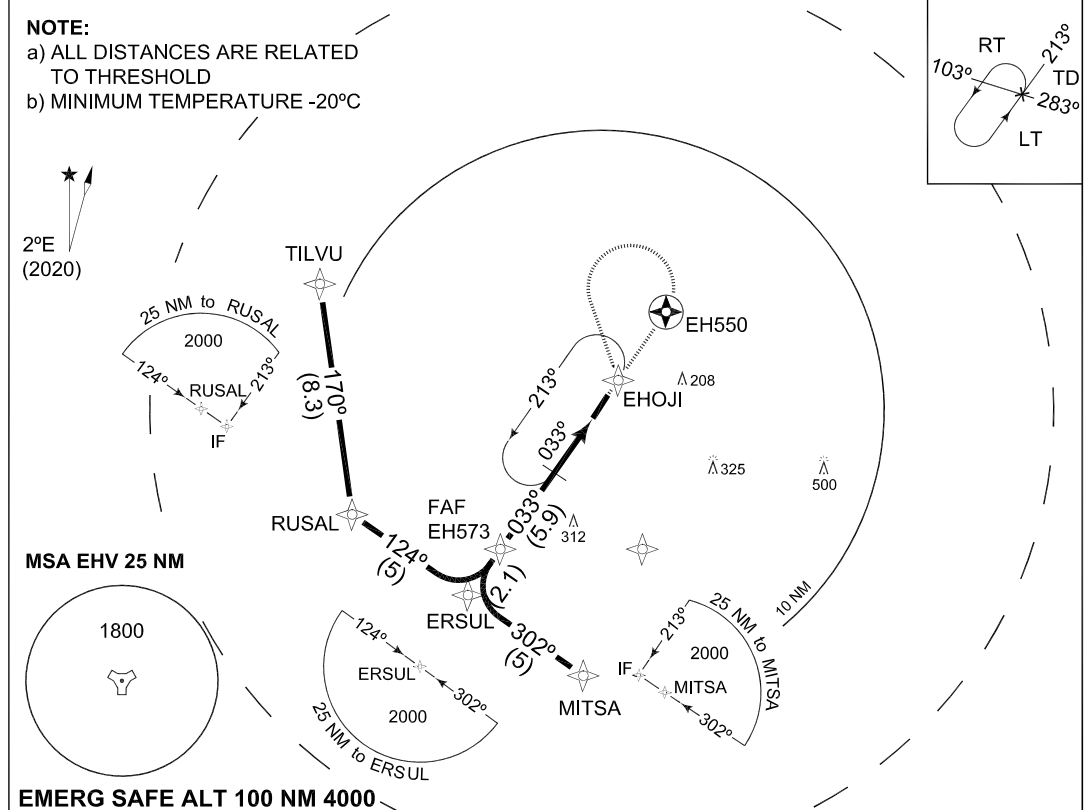 NOTE:
a) ALL DISTANCES ARE RELATED
TO THRESHOLD
b) MINIMUM TEMPERATURE -20ºC
RT
213º
103º
TD
283º
LT
2ºE
(2020)
TILVU
25 NM to RUSAL
2000
124º
RUSAL
213º
IF
170º
(8.3)
EH550
EHOJI
208
213º
033º
325
500
RUSAL
FAF
EH573
033º
(5.9)
312
124º
(5)
(2.1)
ERSUL
302º
(5)
MITSA
10 NM
MSA EHV 25 NM
1800
124º
ERSUL
302º
2000
25 NM to ERSUL
25 NM to MITSA
213º
2000
IF
MITSA
302º
EMERG SAFE ALT 100 NM 4000